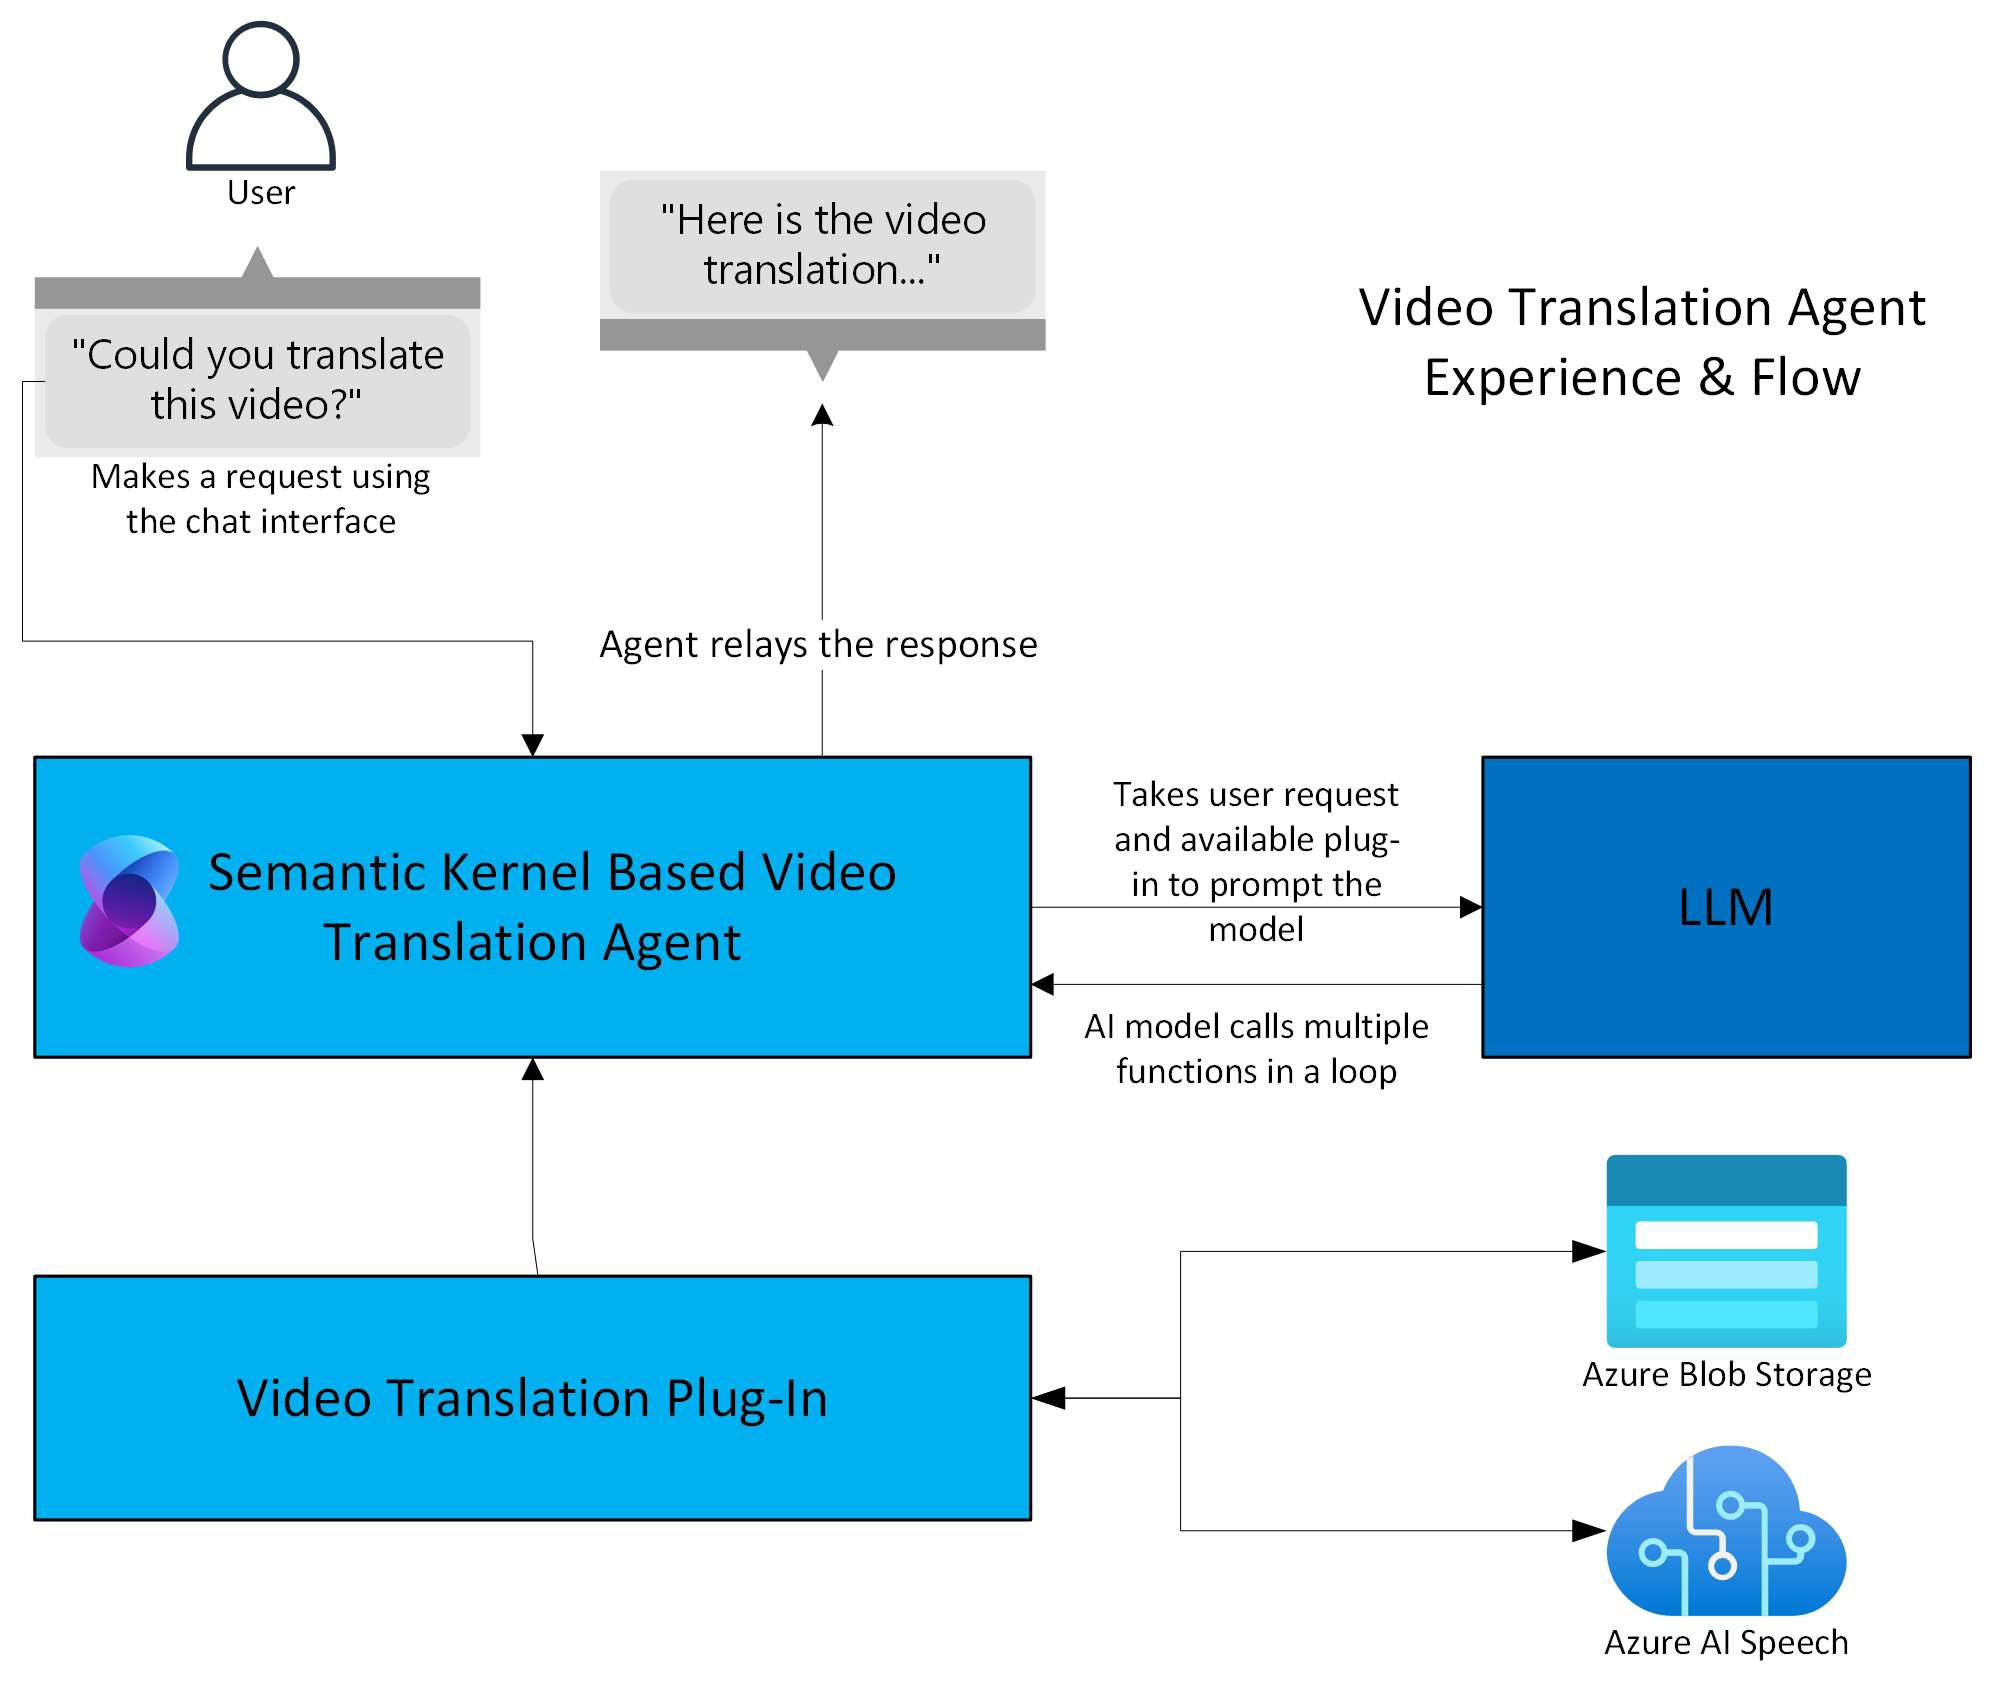 User
"Could you translate
this video?"
Makes a request using
the chat interface
"Here is the video
translation..."
Video Translation Agent
Experience & Flow
Agent relays the response
Semantic Kernel Based Video
Translation Agent
Takes user request
and available plug-
in to prompt the
model
LLM
AI model calls multiple
functions in a loop
Video Translation Plug-In
Azure Blob Storage
Azure AI Speech